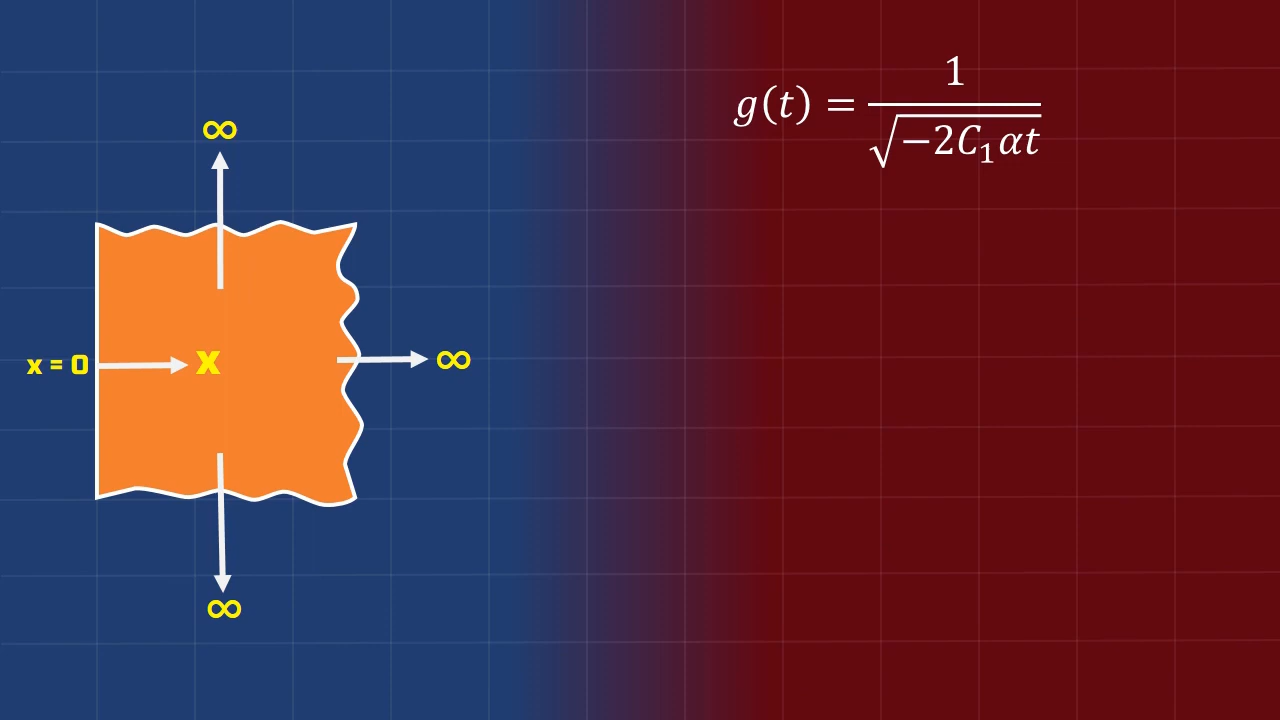 ∞
x = 0
x
∞
∞
g(t) = 1/√(−2C₁αt)